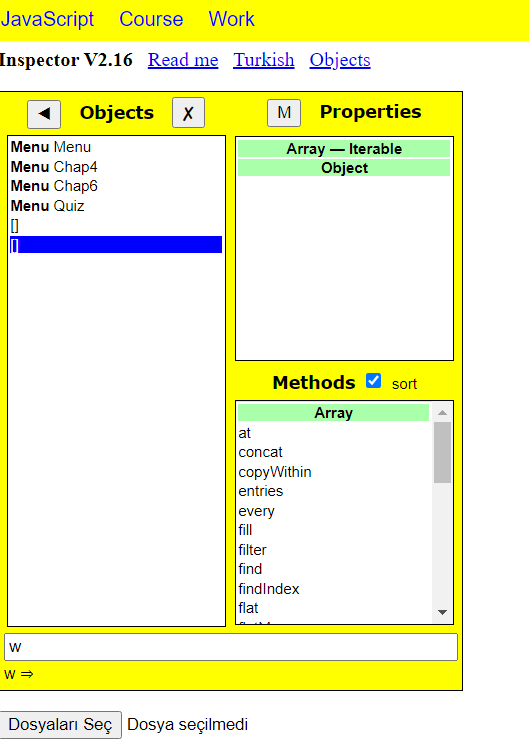 JavaScript Course Work
Inspector V2.16 Read me Turkish Objects
◄ Objects ✗
M Properties
Menu Menu
Menu Chap4
Menu Chap6
Menu Quiz
[]
[]
Array — Iterable
Object
Methods sort
Array
at
concat
copyWithin
entries
every
fill
filter
find
findIndex
flat
w
w ⇒
Dosyaları Seç Dosya seçilmedi